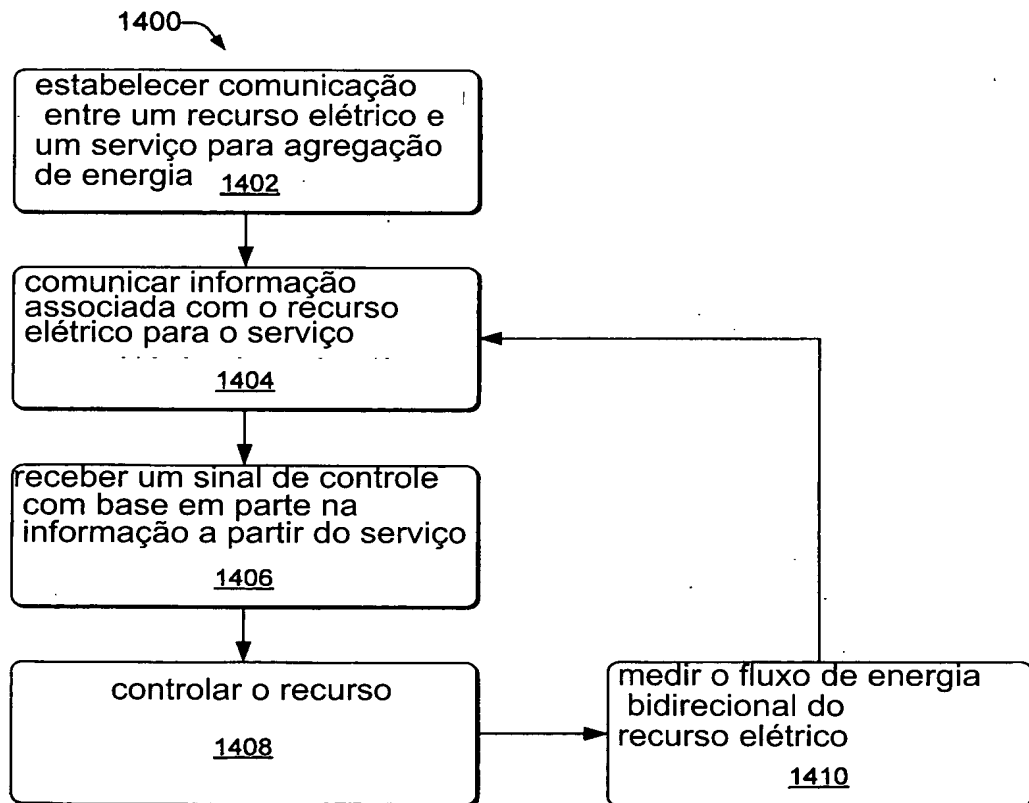 1400
estabelecer comunicação
entre um recurso elétrico e
um serviço para agregação
de energia 1402
comunicar informação
associada com o recurso
elétrico para o serviço
1404
receber um sinal de controle
com base em parte na
informação a partir do serviço
1406
controlar o recurso
1408
medir o fluxo de energia
bidirecional do
recurso elétrico
1410